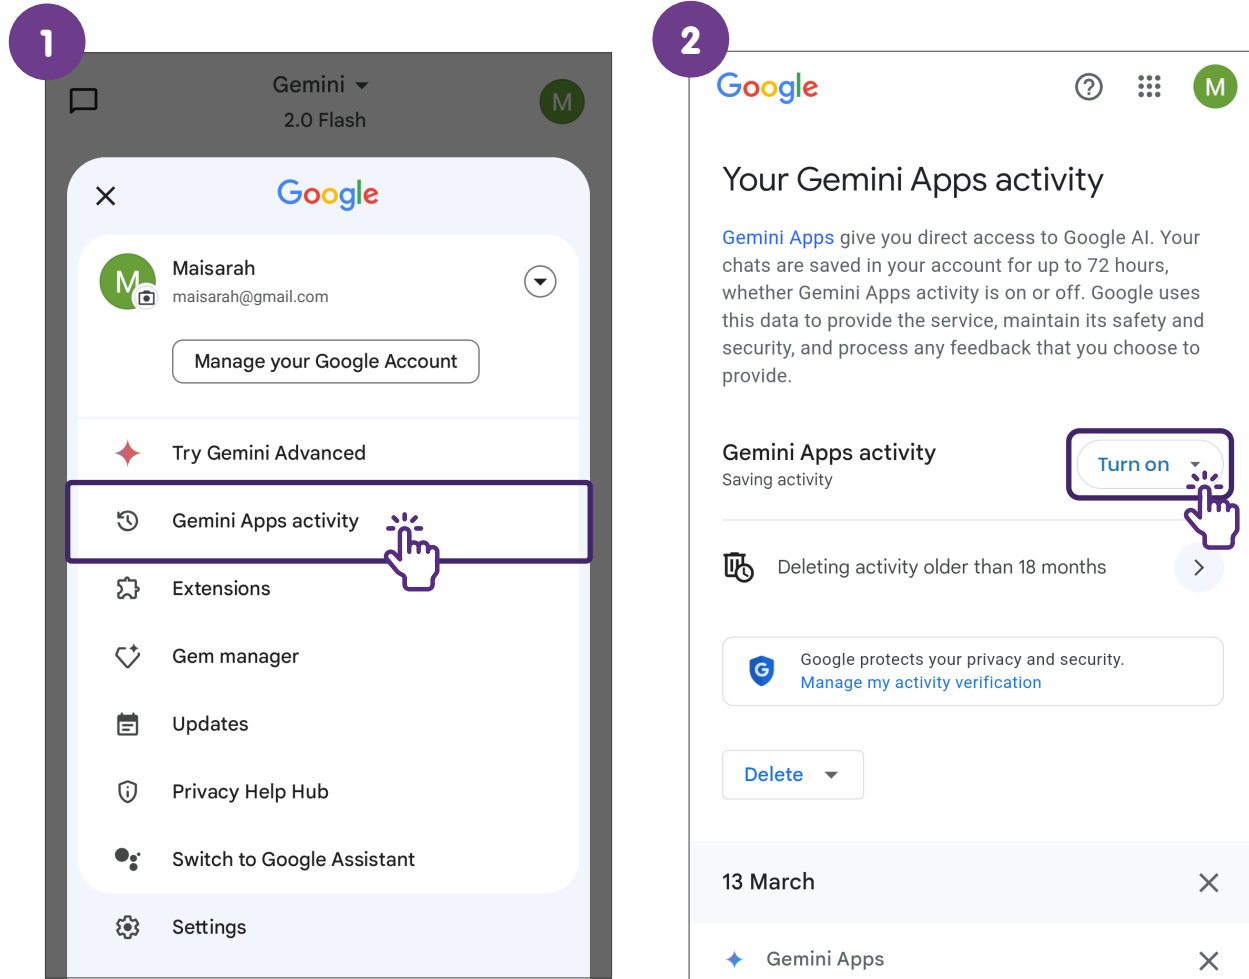 1
Gemini
2.0 Flash
M
Google
M
Maisarah
maisarah@gmail.com
Manage your Google Account
Try Gemini Advanced
Gemini Apps activity
Extensions
Gem manager
Updates
Privacy Help Hub
Switch to Google Assistant
Settings
2
Google
M
Your Gemini Apps activity
Gemini Apps give you direct access to Google AI. Your
chats are saved in your account for up to 72 hours,
whether Gemini Apps activity is on or off. Google uses
this data to provide the service, maintain its safety and
security, and process any feedback that you choose to
provide.
Gemini Apps activity
Saving activity
Turn on
Deleting activity older than 18 months
G
Google protects your privacy and security.
Manage my activity verification
Delete
13 March
Gemini Apps